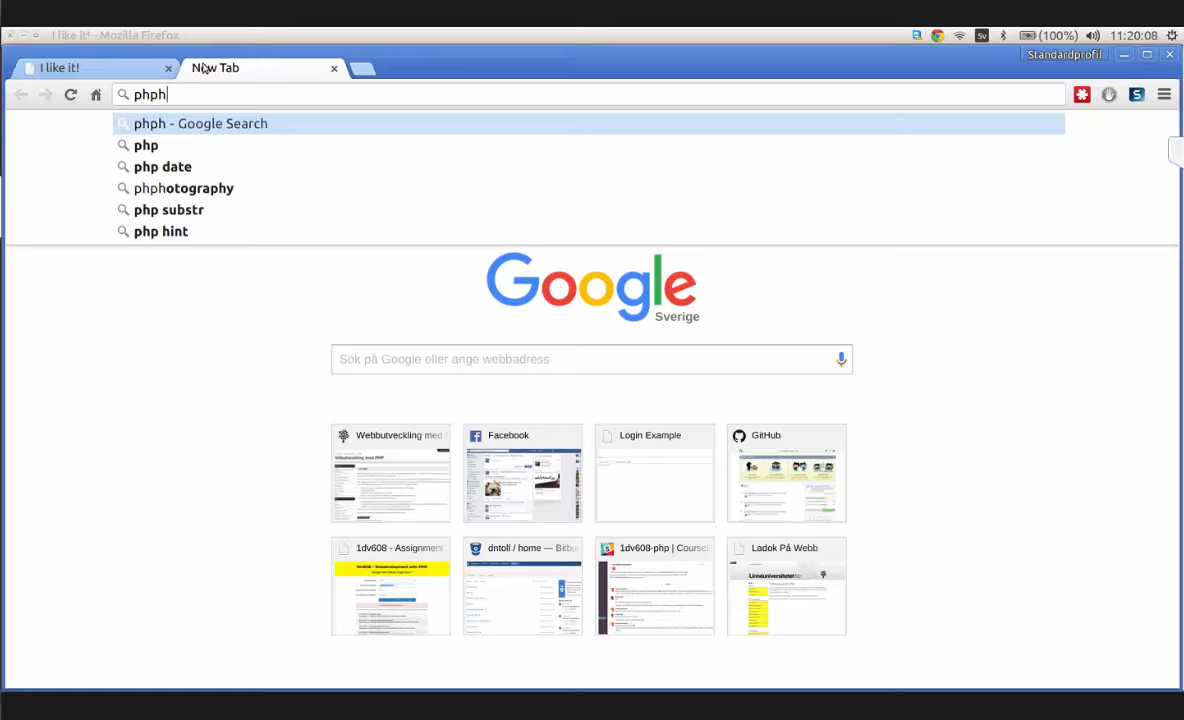 I like it! - Mozilla Firefox
Sv
(100%)
11:20:08
Standardprofil
I like it!
New Tab
phph
phph - Google Search
php
php date
phphotography
php substr
php hint
Google
Sverige
Sök på Google eller ange webbadress
Webbutveckling med
Facebook
Login Example
GitHub
1dv608 - Assignment
dntoll / home — Bitbu
1dv608-php | Course
Ladok På Webb